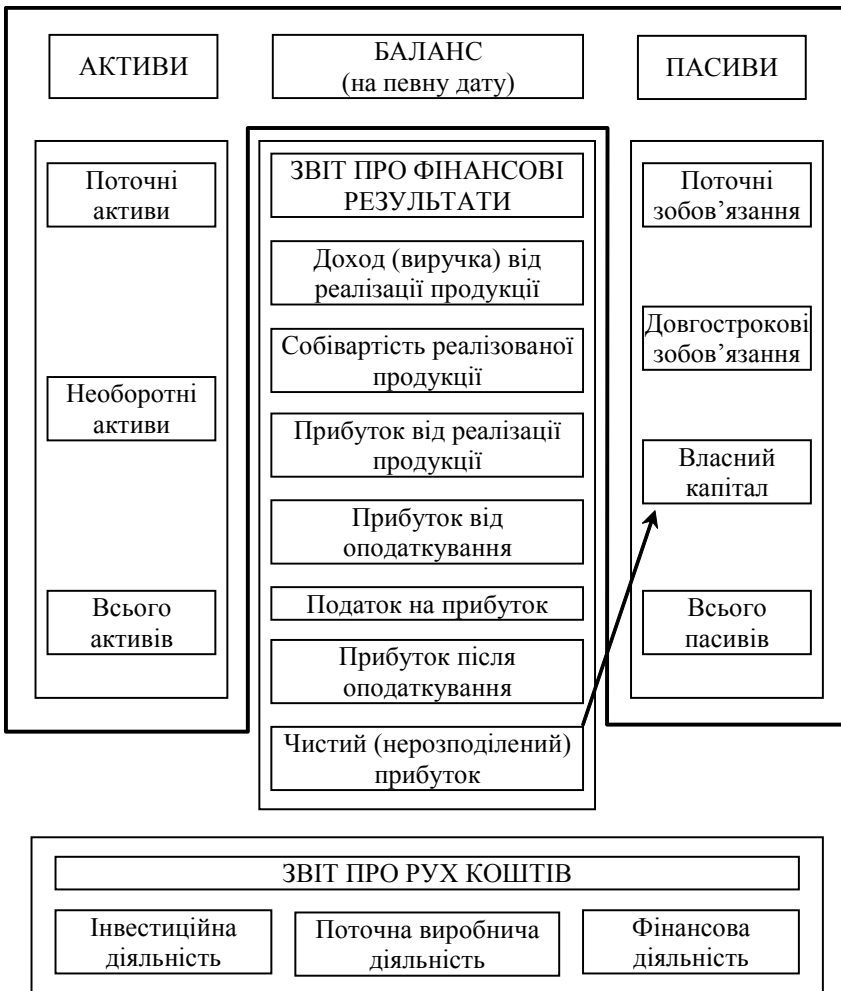 АКТИВИ
БАЛАНС
(на певну дату)
ПАСИВИ
Поточні
активи
Необоротні
активи
Всього
активів
ЗВІТ ПРО ФІНАНСОВІ
РЕЗУЛЬТАТИ
Доход (виручка) від
реалізації продукції
Собівартість реалізованої
продукції
Прибуток від реалізації
продукції
Прибуток від
оподаткування
Податок на прибуток
Прибуток після
оподаткування
Чистий (нерозподілений)
прибуток
Поточні
зобов’язання
Довгострокові
зобов’язання
Власний
капітал
Всього
пасивів
ЗВІТ ПРО РУХ КОШТІВ
Інвестиційна
діяльність
Поточна виробнича
діяльність
Фінансова
діяльність